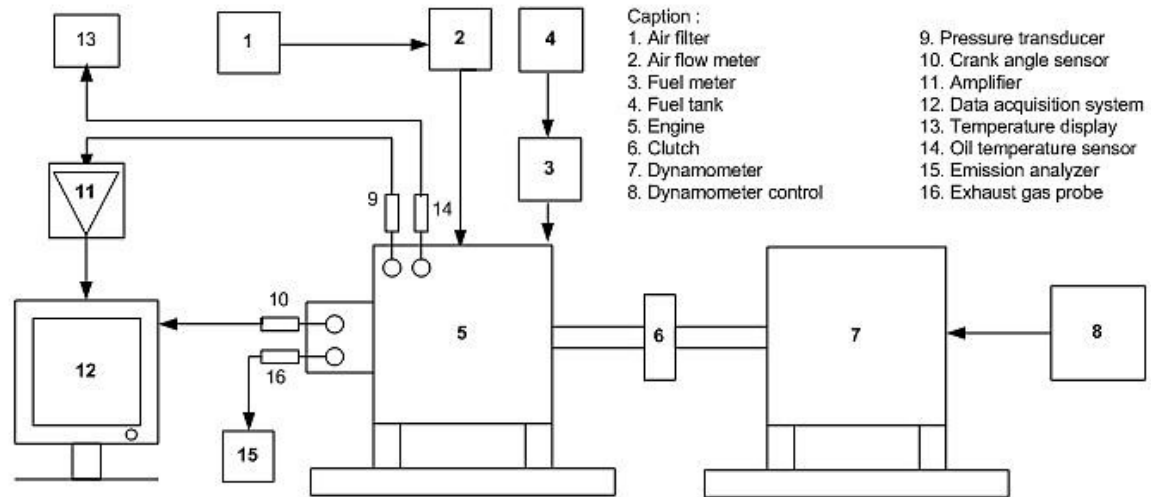 Caption :
1. Air filter
2. Air flow meter
3. Fuel meter
4. Fuel tank
5. Engine
6. Clutch
7. Dynamometer
8. Dynamometer control
9. Pressure transducer
10. Crank angle sensor
11. Amplifier
12. Data acquisition system
13. Temperature display
14. Oil temperature sensor
15. Emission analyzer
16. Exhaust gas probe
13
1
2
4
3
11
9
14
10
16
12
15
5
6
7
8